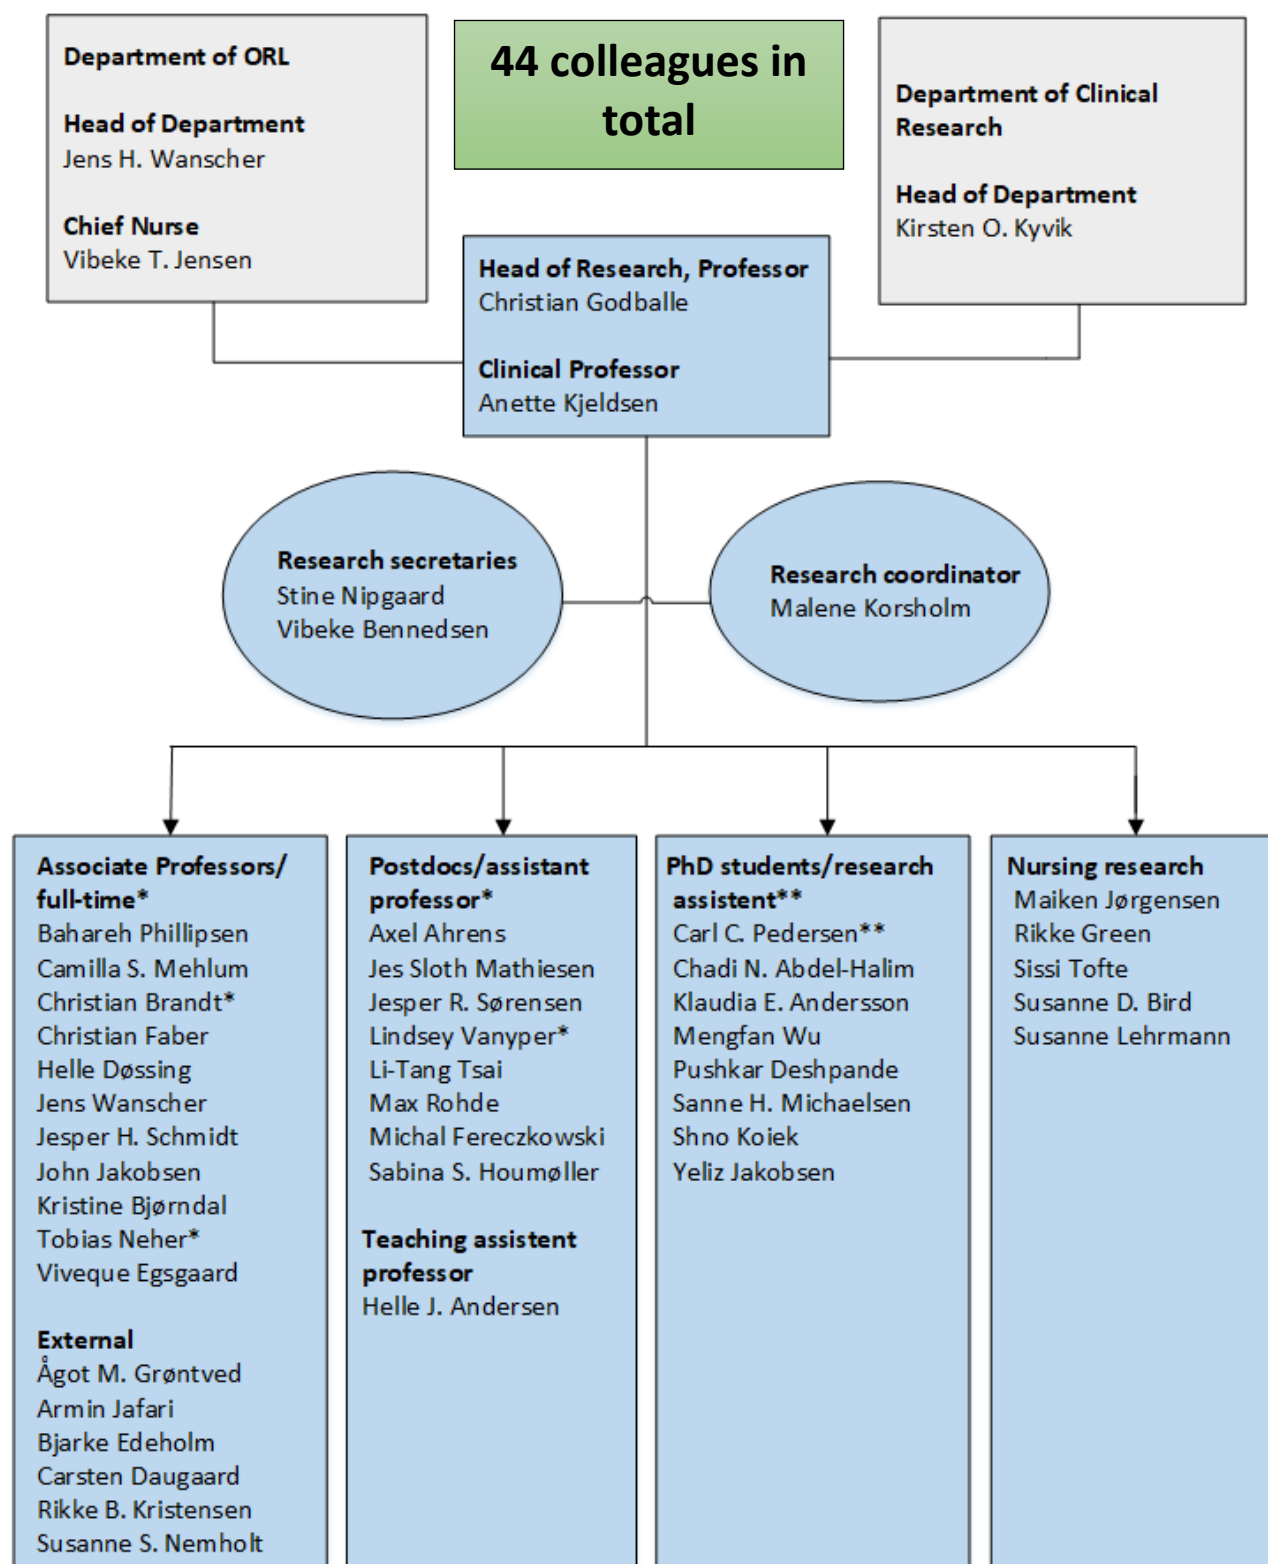 Department of ORL
Head of Department
Jens H. Wanscher
Chief Nurse
Vibeke T. Jensen
44 colleagues in
total
Department of Clinical
Research
Head of Department
Kirsten O. Kyvik
Head of Research, Professor
Christian Godballe
Clinical Professor
Anette Kjeldsen
Research secretaries
Stine Nipgaard
Vibeke Bennedsen
Research coordinator
Malene Korsholm
Associate Professors/
full-time*
Bahareh Phillipsen
Camilla S. Mehlum
Christian Brandt*
Christian Faber
Helle Døssing
Jens Wanscher
Jesper H. Schmidt
John Jakobsen
Kristine Bjørndal
Tobias Neher*
Viveque Egsgaard
External
Ågot M. Grøntved
Armin Jafari
Bjarke Edeholm
Carsten Daugaard
Rikke B. Kristensen
Susanne S. Nemholt
Postdocs/assistant
professor*
Axel Ahrens
Jes Sloth Mathiesen
Jesper R. Sørensen
Lindsey Vanyper*
Li-Tang Tsai
Max Rohde
Michal Fereczkowski
Sabina S. Houmøller
Teaching assistent
professor
Helle J. Andersen
PhD students/research
assistent**
Carl C. Pedersen**
Chadi N. Abdel-Halim
Klaudia E. Andersson
Mengfan Wu
Pushkar Deshpande
Sanne H. Michaelsen
Shno Koiek
Yeliz Jakobsen
Nursing research
Maiken Jørgensen
Rikke Green
Sissi Tofte
Susanne D. Bird
Susanne Lehrmann